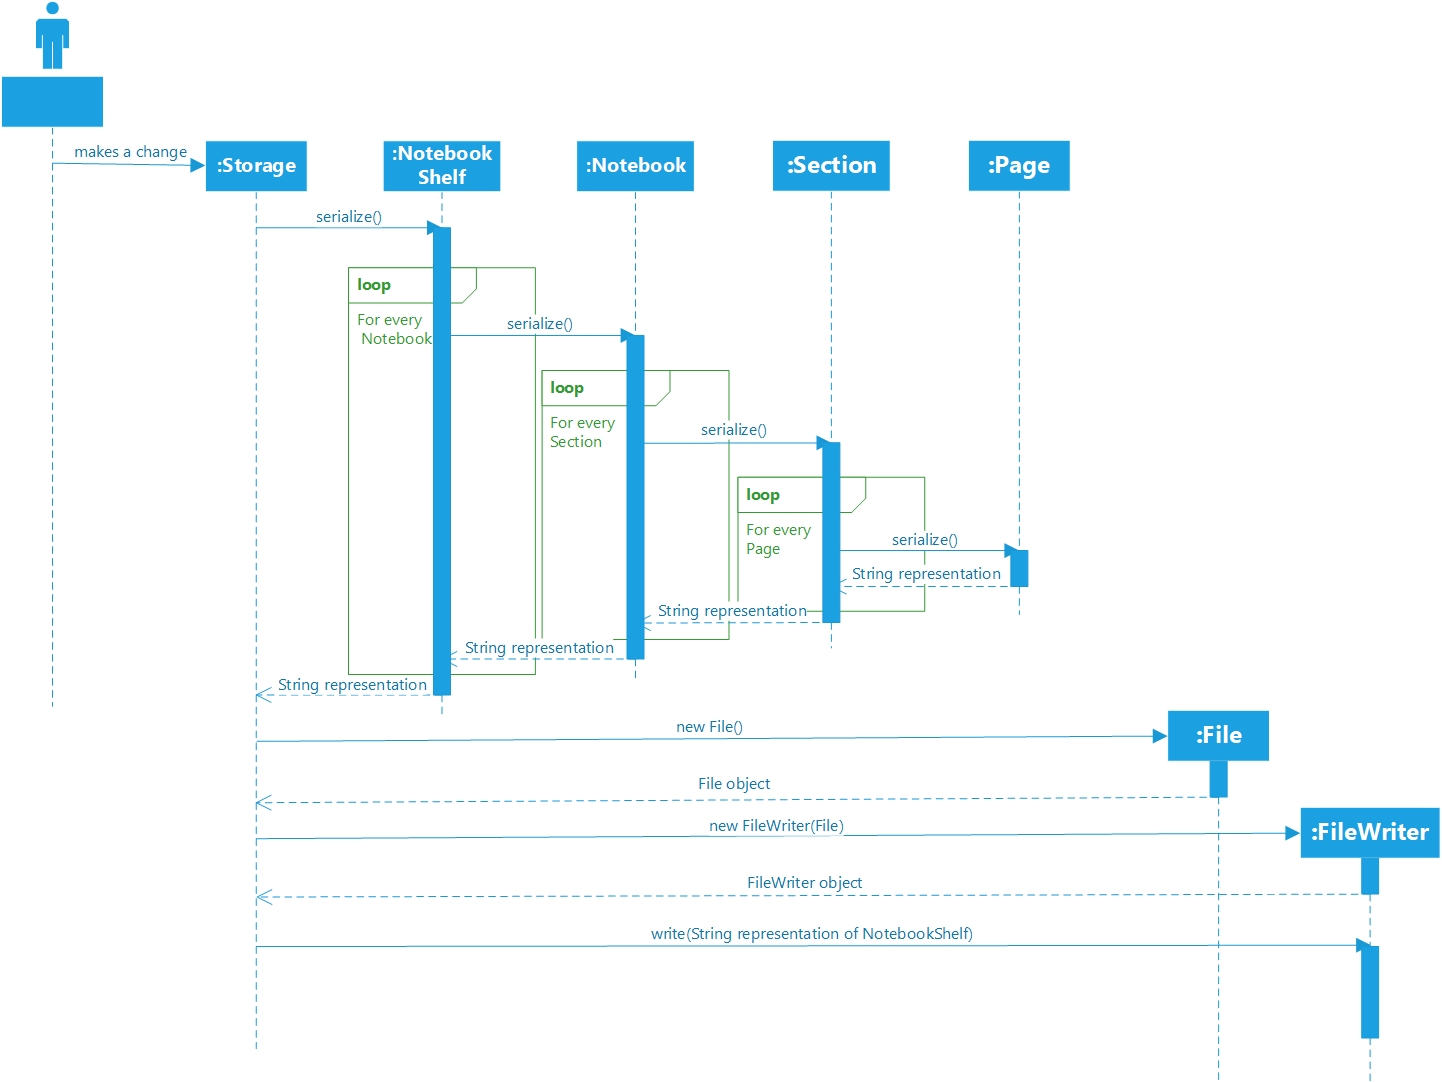 makes a change
:Storage
:Notebook
Shelf
:Notebook
:Section
:Page
serialize()
loop
For every
Notebook
serialize()
loop
For every
Section
serialize()
loop
For every
Page
serialize()
String representation
String representation
String representation
String representation
new File()
:File
File object
new FileWriter(File)
:FileWriter
FileWriter object
write(String representation of NotebookShelf)